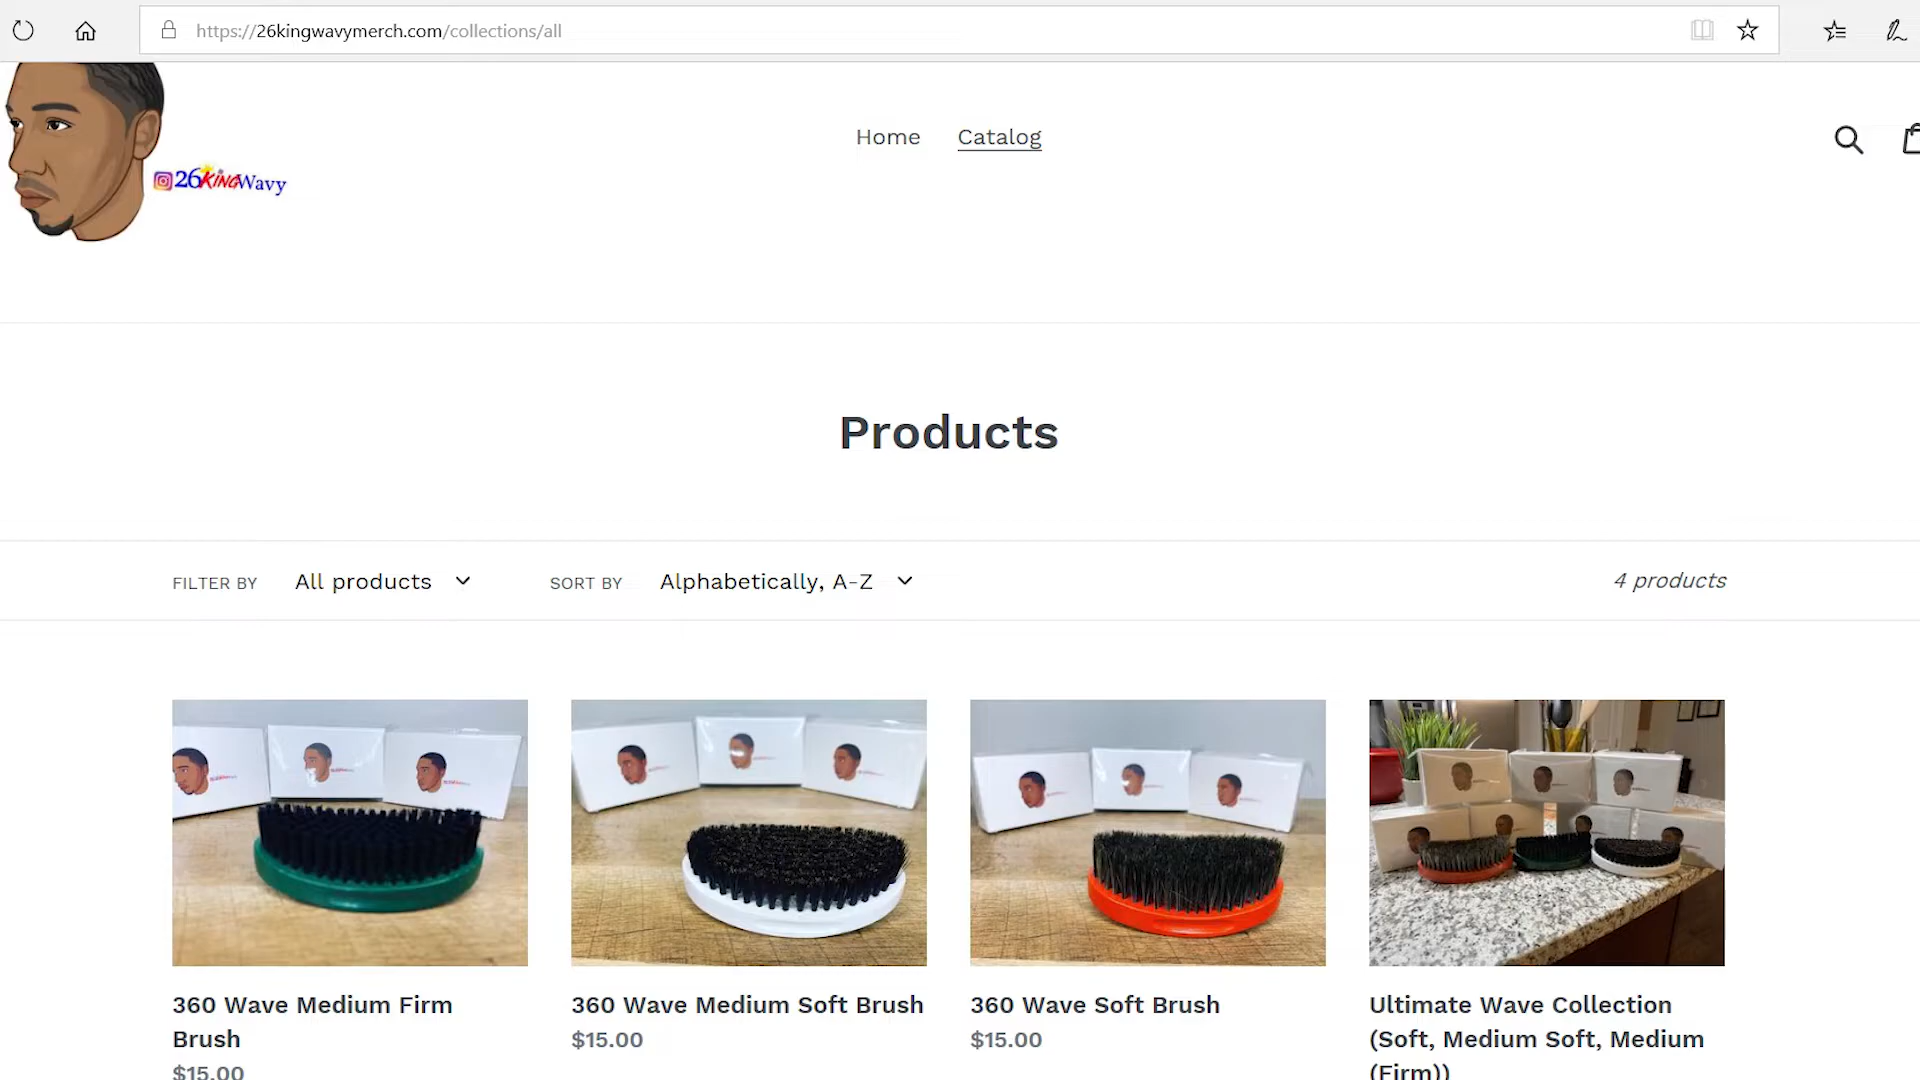 https://26kingwavymerch.com/collections/all
Home Catalog
26KingWavy
Products
FILTER BY All products SORT BY Alphabetically, A-Z 4 products
360 Wave Medium Firm
Brush
$15.00
360 Wave Medium Soft Brush
$15.00
360 Wave Soft Brush
$15.00
Ultimate Wave Collection
(Soft, Medium Soft, Medium
(Firm))